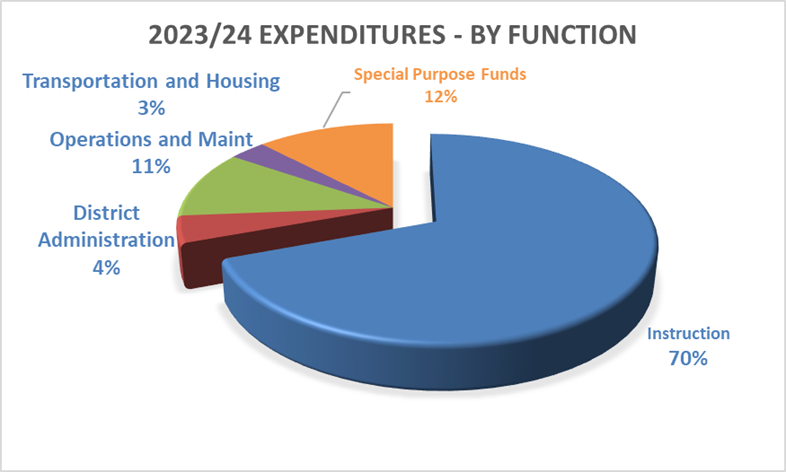 2023/24 EXPENDITURES - BY FUNCTION
Special Purpose Funds
12%
Transportation and Housing
3%
Operations and Maint
11%
District
Administration
4%
Instruction
70%